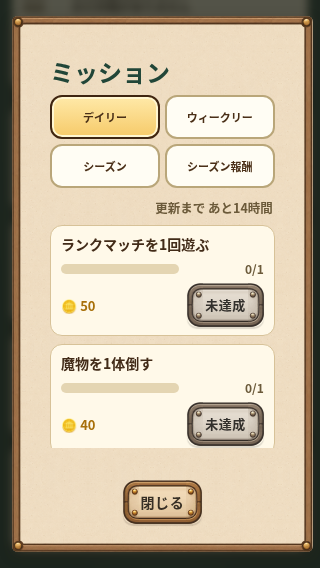 ミッション
デイリー
ウィークリー
シーズン
シーズン報酬
更新まで あと14時間
ランクマッチを1回遊ぶ
0/1
50
未達成
魔物を1体倒す
0/1
40
未達成
閉じる